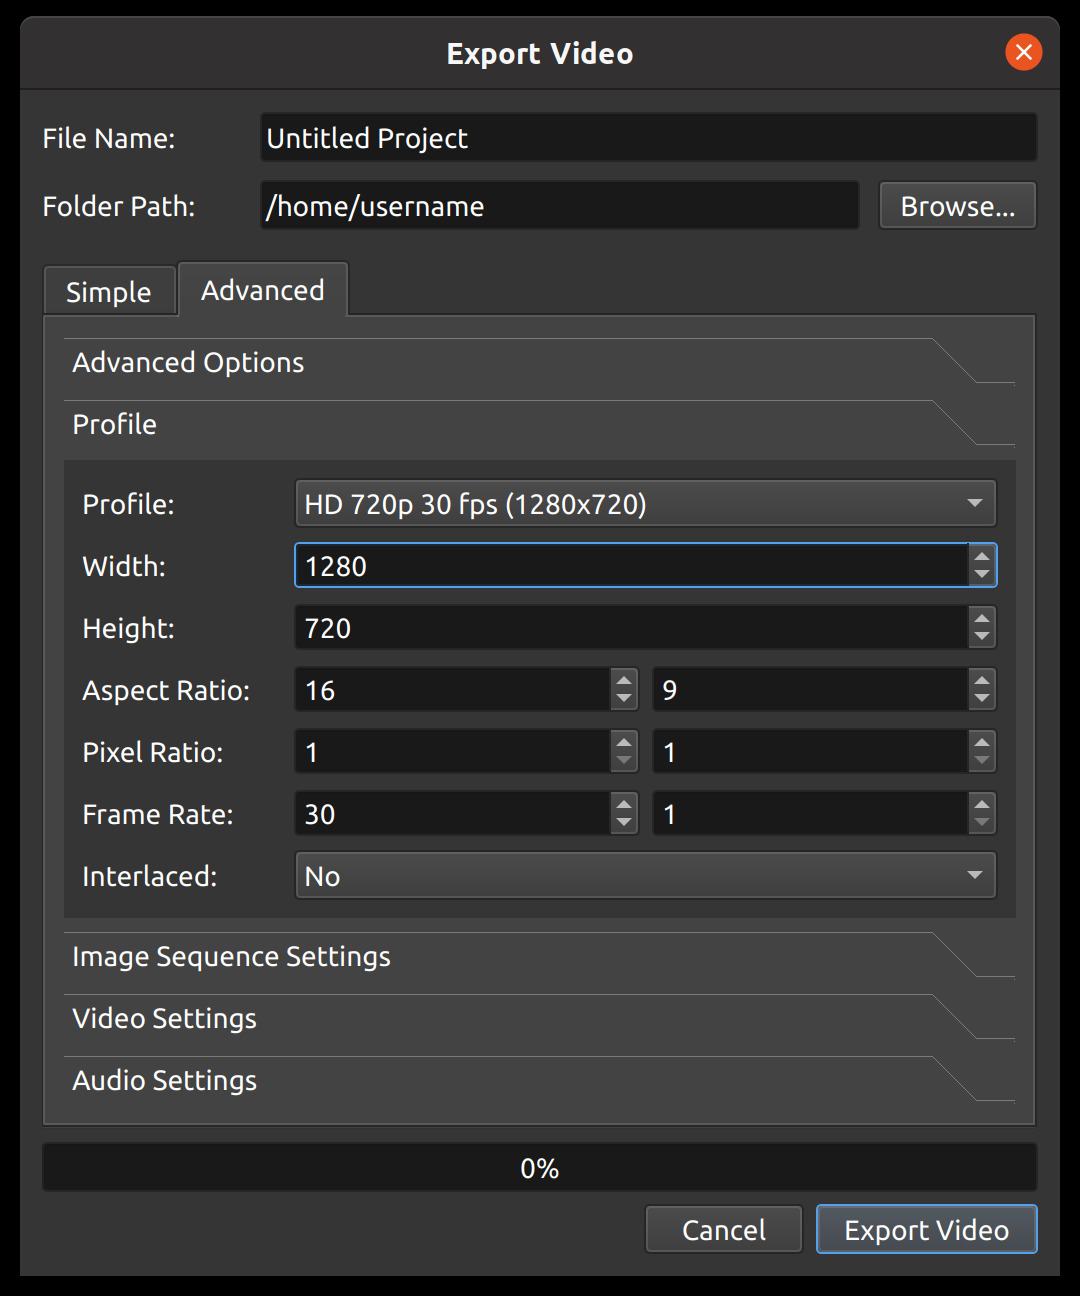 Export Video
File Name: Untitled Project
Folder Path: /home/username Browse...
Simple Advanced
Advanced Options
Profile
Profile: HD 720p 30 fps (1280x720)
Width: 1280
Height: 720
Aspect Ratio: 16 9
Pixel Ratio: 1 1
Frame Rate: 30 1
Interlaced: No
Image Sequence Settings
Video Settings
Audio Settings
0%
Cancel Export Video